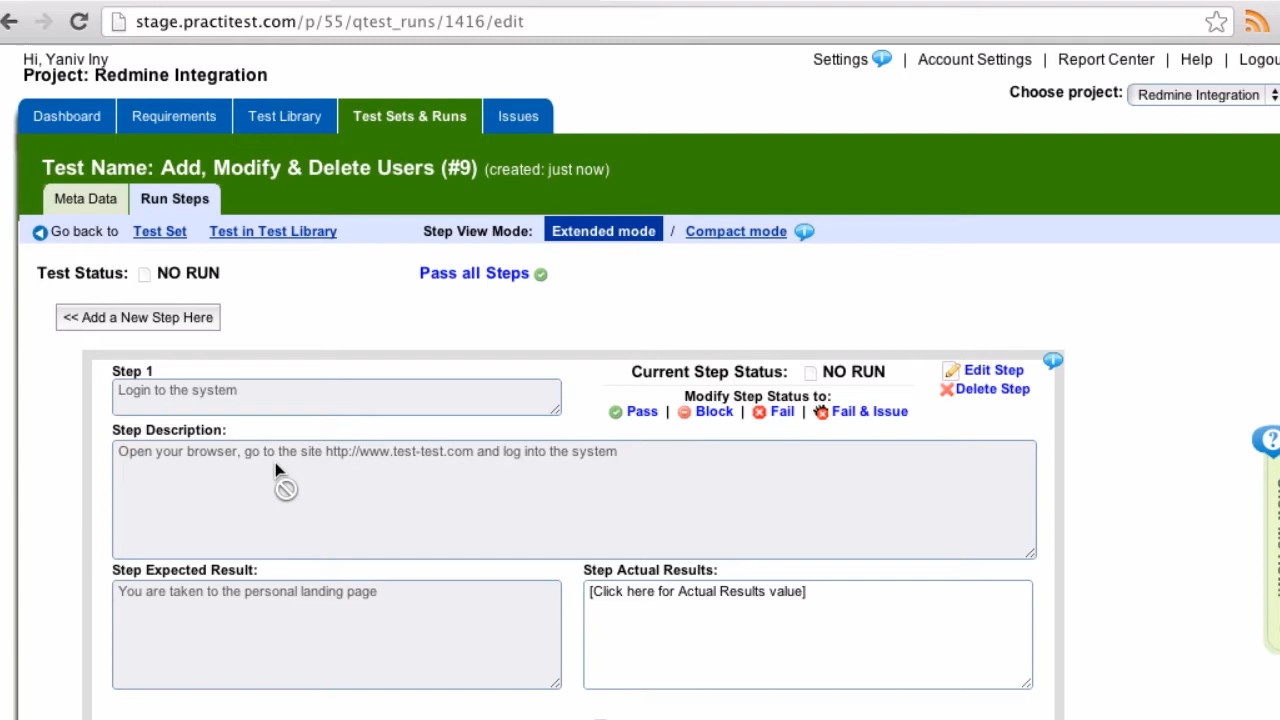 stage.practitest.com/p/55/qtest_runs/1416/edit
Hi, Yaniv Iny
Settings | Account Settings | Report Center | Help | Logou
Project: Redmine Integration
Choose project: Redmine Integration
Dashboard Requirements Test Library Test Sets & Runs Issues
Test Name: Add, Modify & Delete Users (#9) (created: just now)
Meta Data Run Steps
Go back to Test Set Test in Test Library Step View Mode: Extended mode / Compact mode
Test Status: NO RUN Pass all Steps
<< Add a New Step Here
Step 1 Current Step Status: NO RUN Edit Step
Login to the system Modify Step Status to: Delete Step
Pass | Block | Fail | Fail & Issue
Step Description:
Open your browser, go to the site http://www.test-test.com and log into the system
Step Expected Result: Step Actual Results:
You are taken to the personal landing page [Click here for Actual Results value]